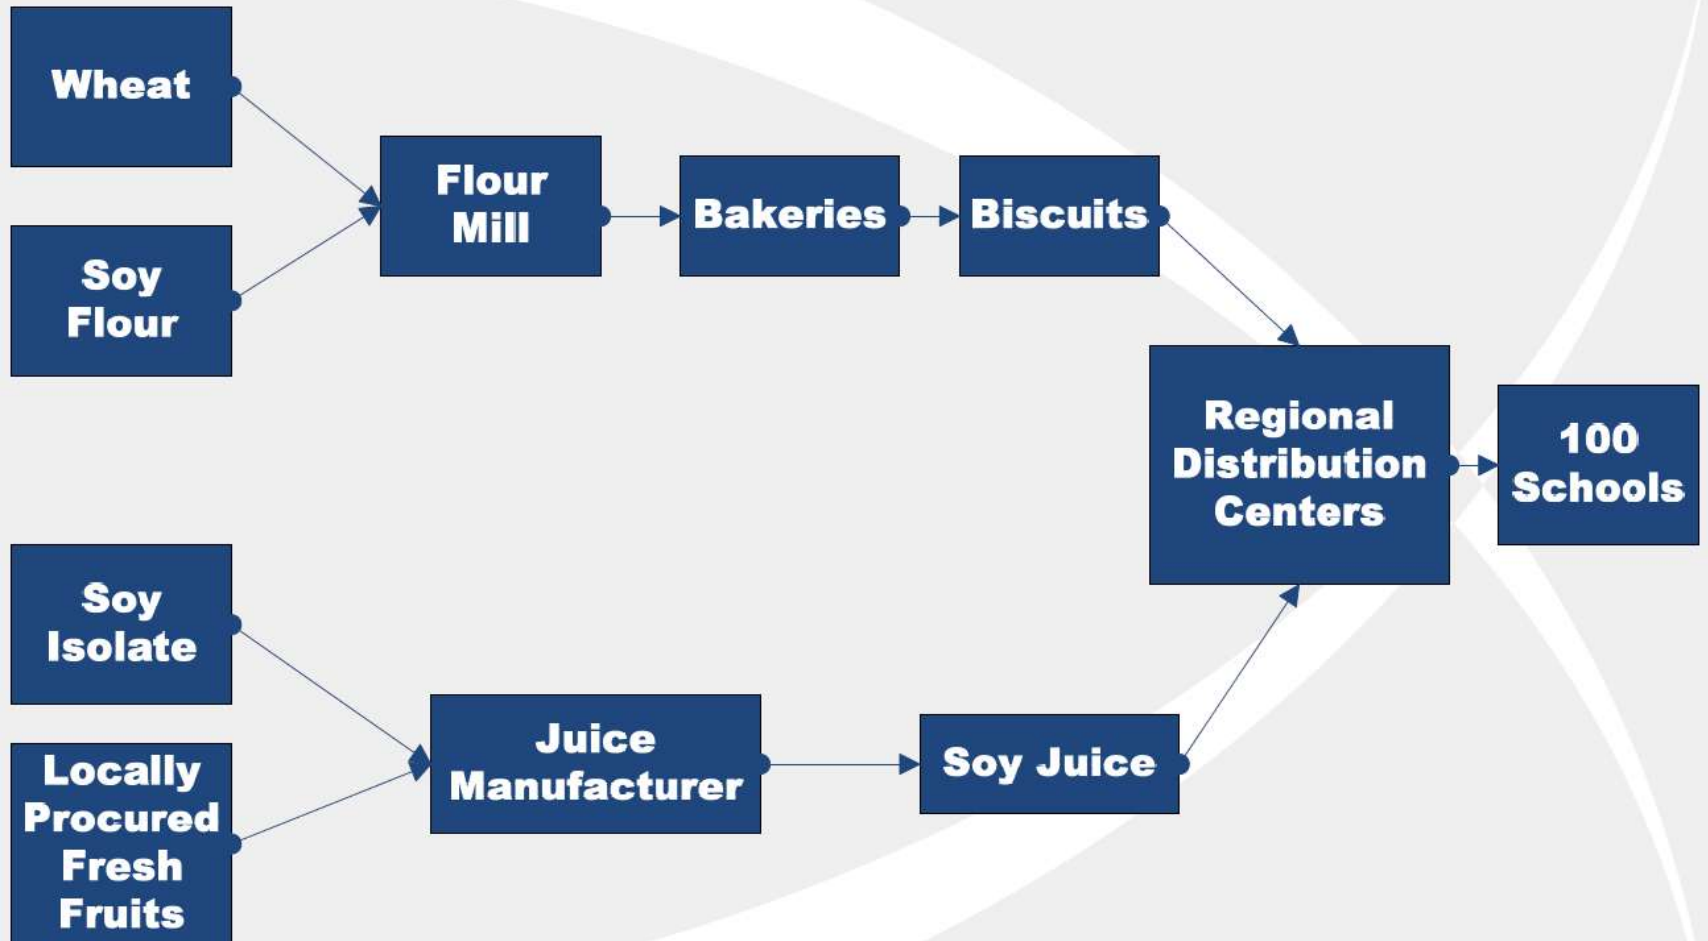 Wheat
Soy
Flour
Flour
Mill
Bakeries
Biscuits
Regional
Distribution
Centers
100
Schools
Soy
Isolate
Locally
Procured
Fresh
Fruits
Juice
Manufacturer
Soy Juice